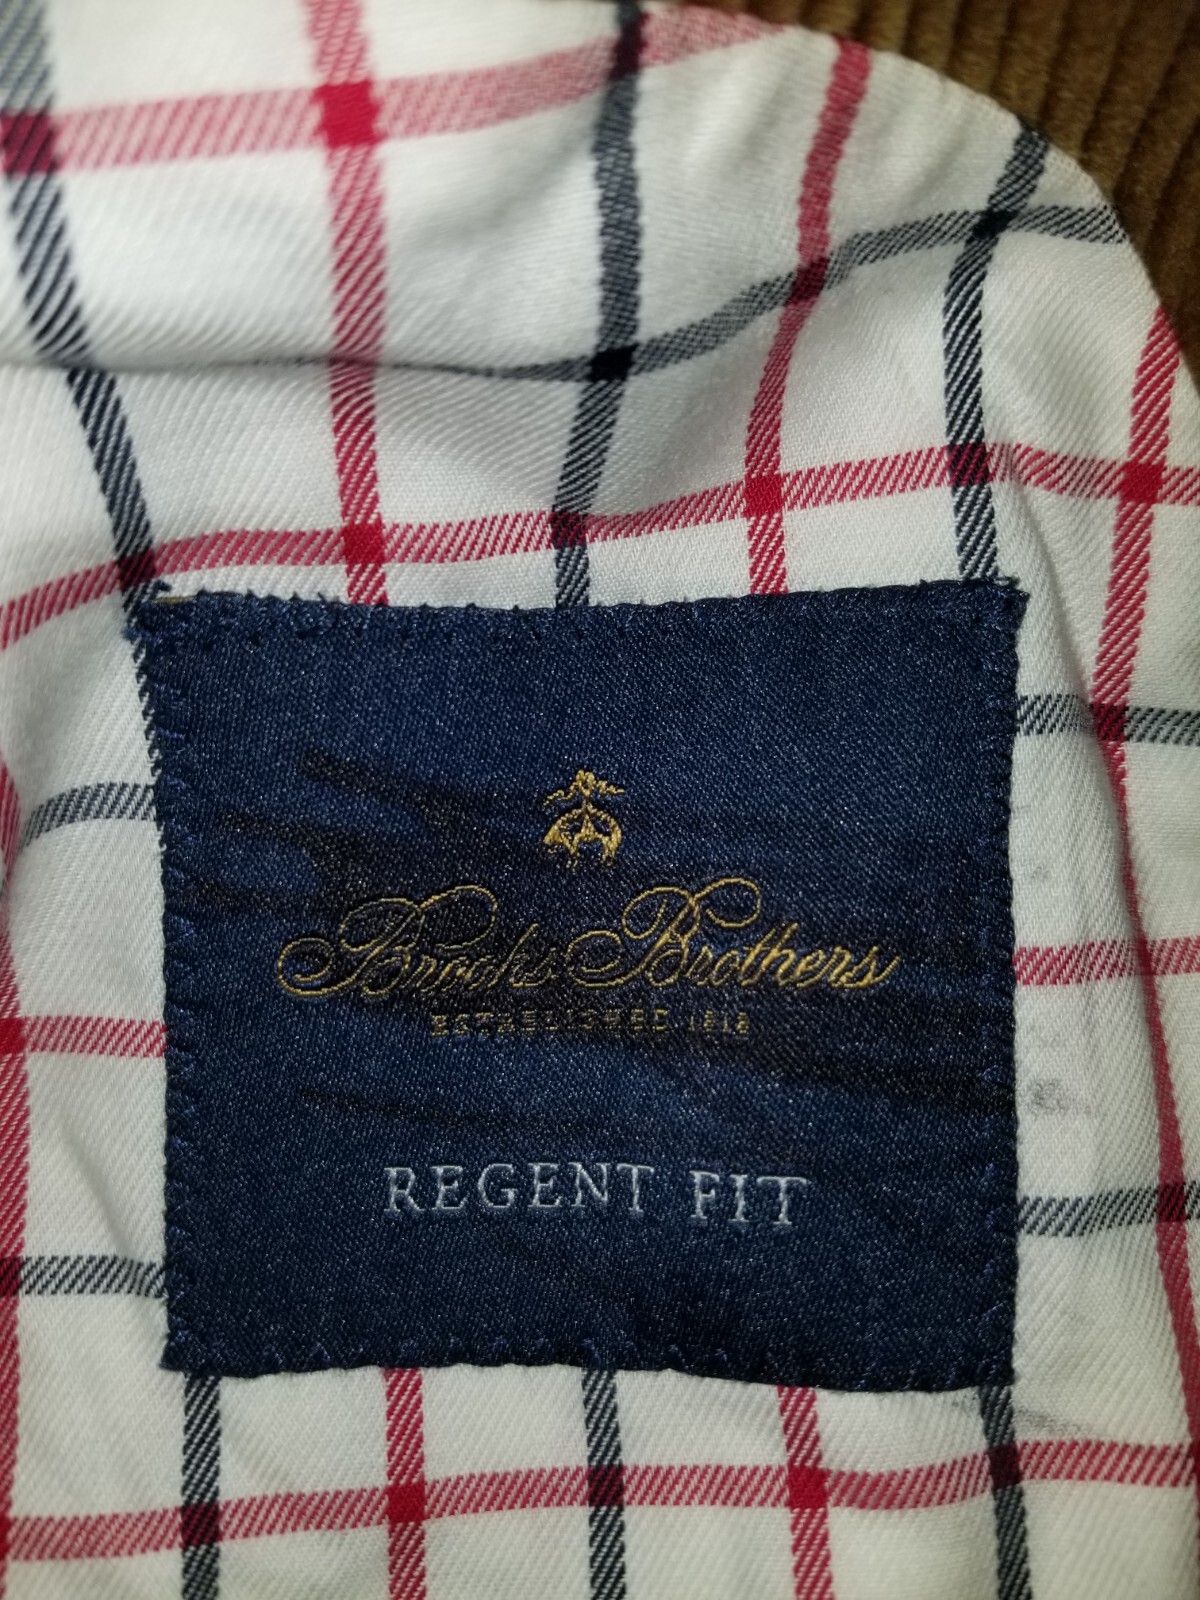 Brooks Brothers
ESTABLISHED 1818
REGENT FIT